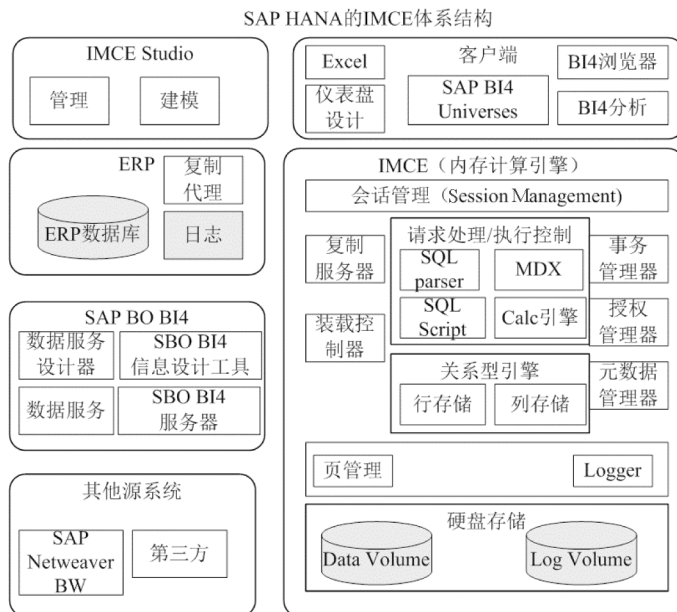 SAP HANA的IMCE体系结构
IMCE Studio
管理
建模
客户端
Excel
仪表盘
设计
SAP BI4
Universes
BI4浏览器
BI4分析
ERP
复制
代理
ERP数据库
日志
SAP BO BI4
数据服务
设计器
SBO BI4
信息设计工具
数据服务
SBO BI4
服务器
其他源系统
SAP
Netweaver
BW
第三方
IMCE（内存计算引擎）
会话管理（Session Management)
复制
服务器
装载控
制器
请求处理/执行控制
SQL
parser
MDX
SQL
Script
Calc引擎
关系型引擎
行存储
列存储
事务
管理器
授权
管理器
元数据
管理器
页管理
Logger
硬盘存储
Data Volume
Log Volume